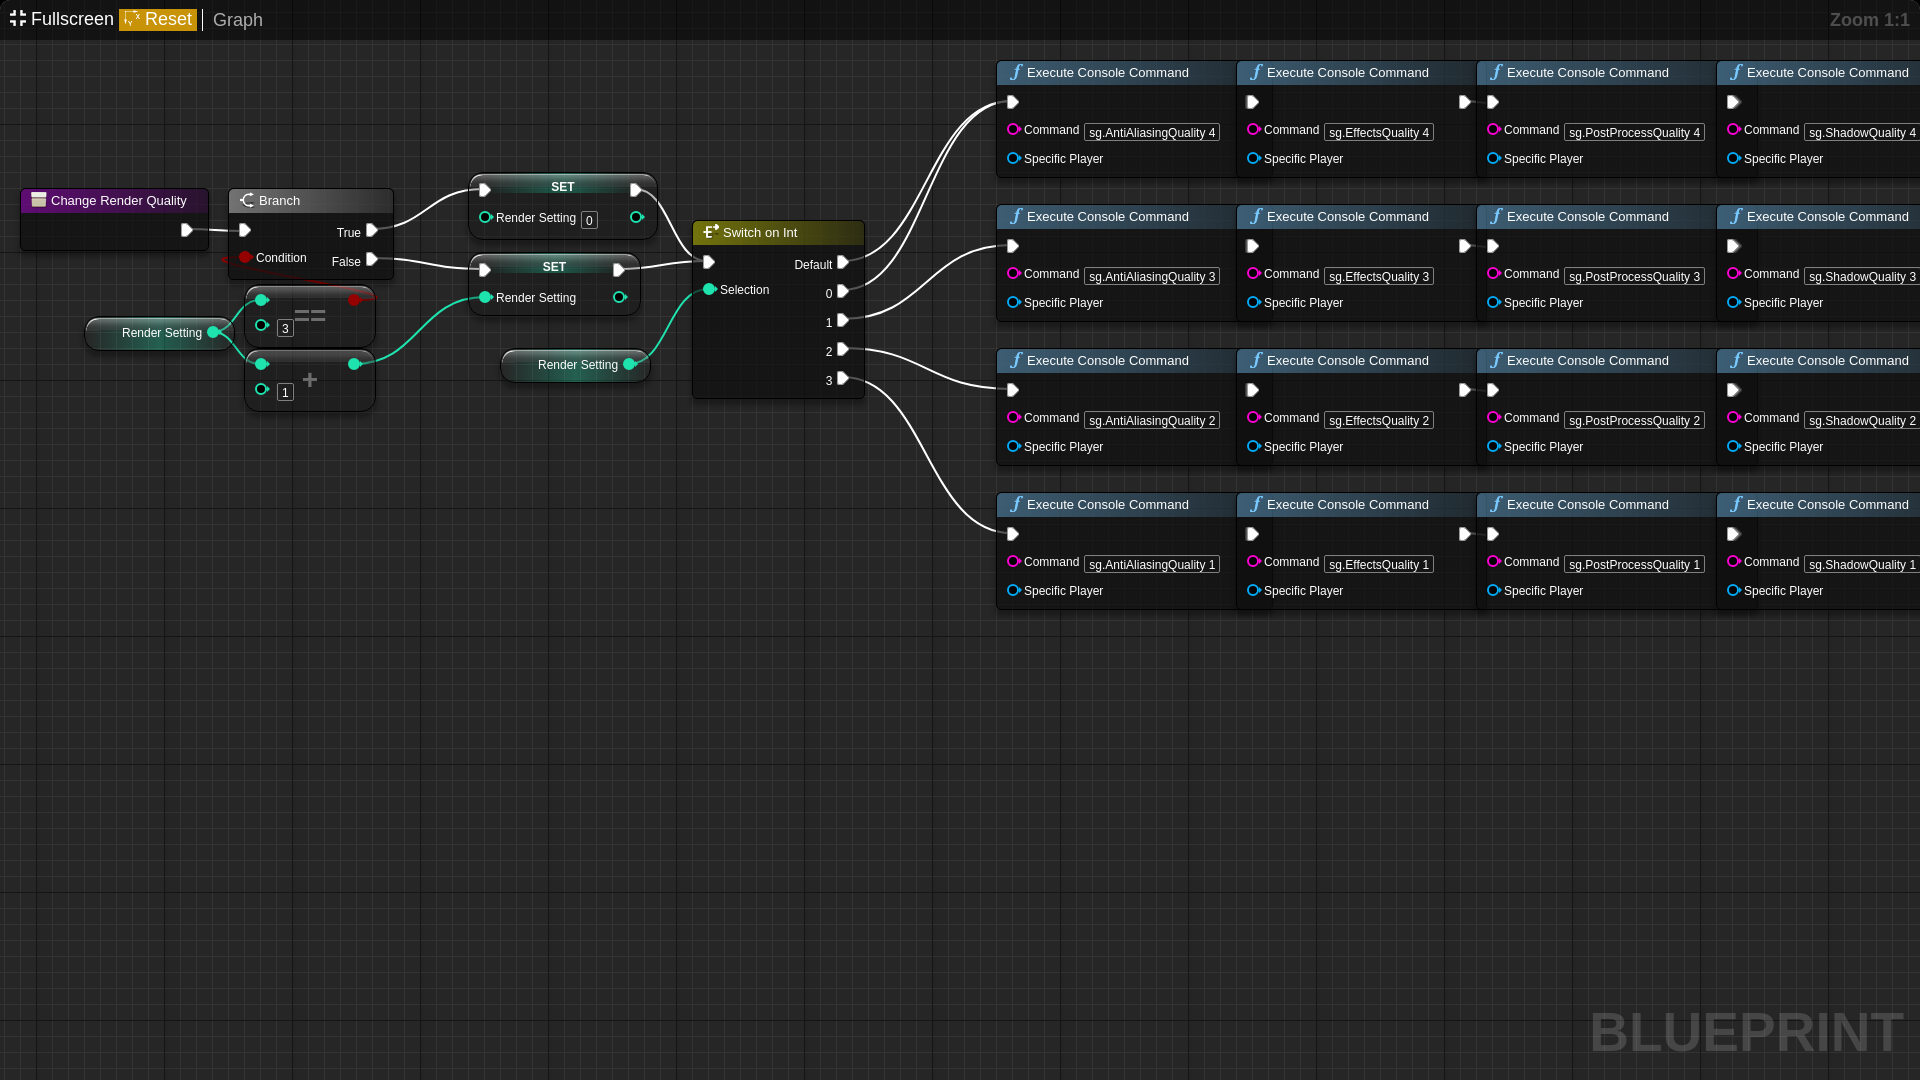 Fullscreen Reset Graph Zoom 1:1
Execute Console Command Execute Console Command Execute Console Command Execute Console Command
Command sg.AntiAliasingQuality 4 Command sg.EffectsQuality 4 Command sg.PostProcessQuality 4 Command sg.ShadowQuality 4
Specific Player Specific Player Specific Player Specific Player
Change Render Quality
Branch
True
Condition False
SET
Render Setting 0
SET
Render Setting
Render Setting
3 ==
1 +
Render Setting
Switch on Int
Default
Selection 0
1
2
3
Execute Console Command Execute Console Command Execute Console Command Execute Console Command
Command sg.AntiAliasingQuality 3 Command sg.EffectsQuality 3 Command sg.PostProcessQuality 3 Command sg.ShadowQuality 3
Specific Player Specific Player Specific Player Specific Player
Execute Console Command Execute Console Command Execute Console Command Execute Console Command
Command sg.AntiAliasingQuality 2 Command sg.EffectsQuality 2 Command sg.PostProcessQuality 2 Command sg.ShadowQuality 2
Specific Player Specific Player Specific Player Specific Player
Execute Console Command Execute Console Command Execute Console Command Execute Console Command
Command sg.AntiAliasingQuality 1 Command sg.EffectsQuality 1 Command sg.PostProcessQuality 1 Command sg.ShadowQuality 1
Specific Player Specific Player Specific Player Specific Player
BLUEPRINT